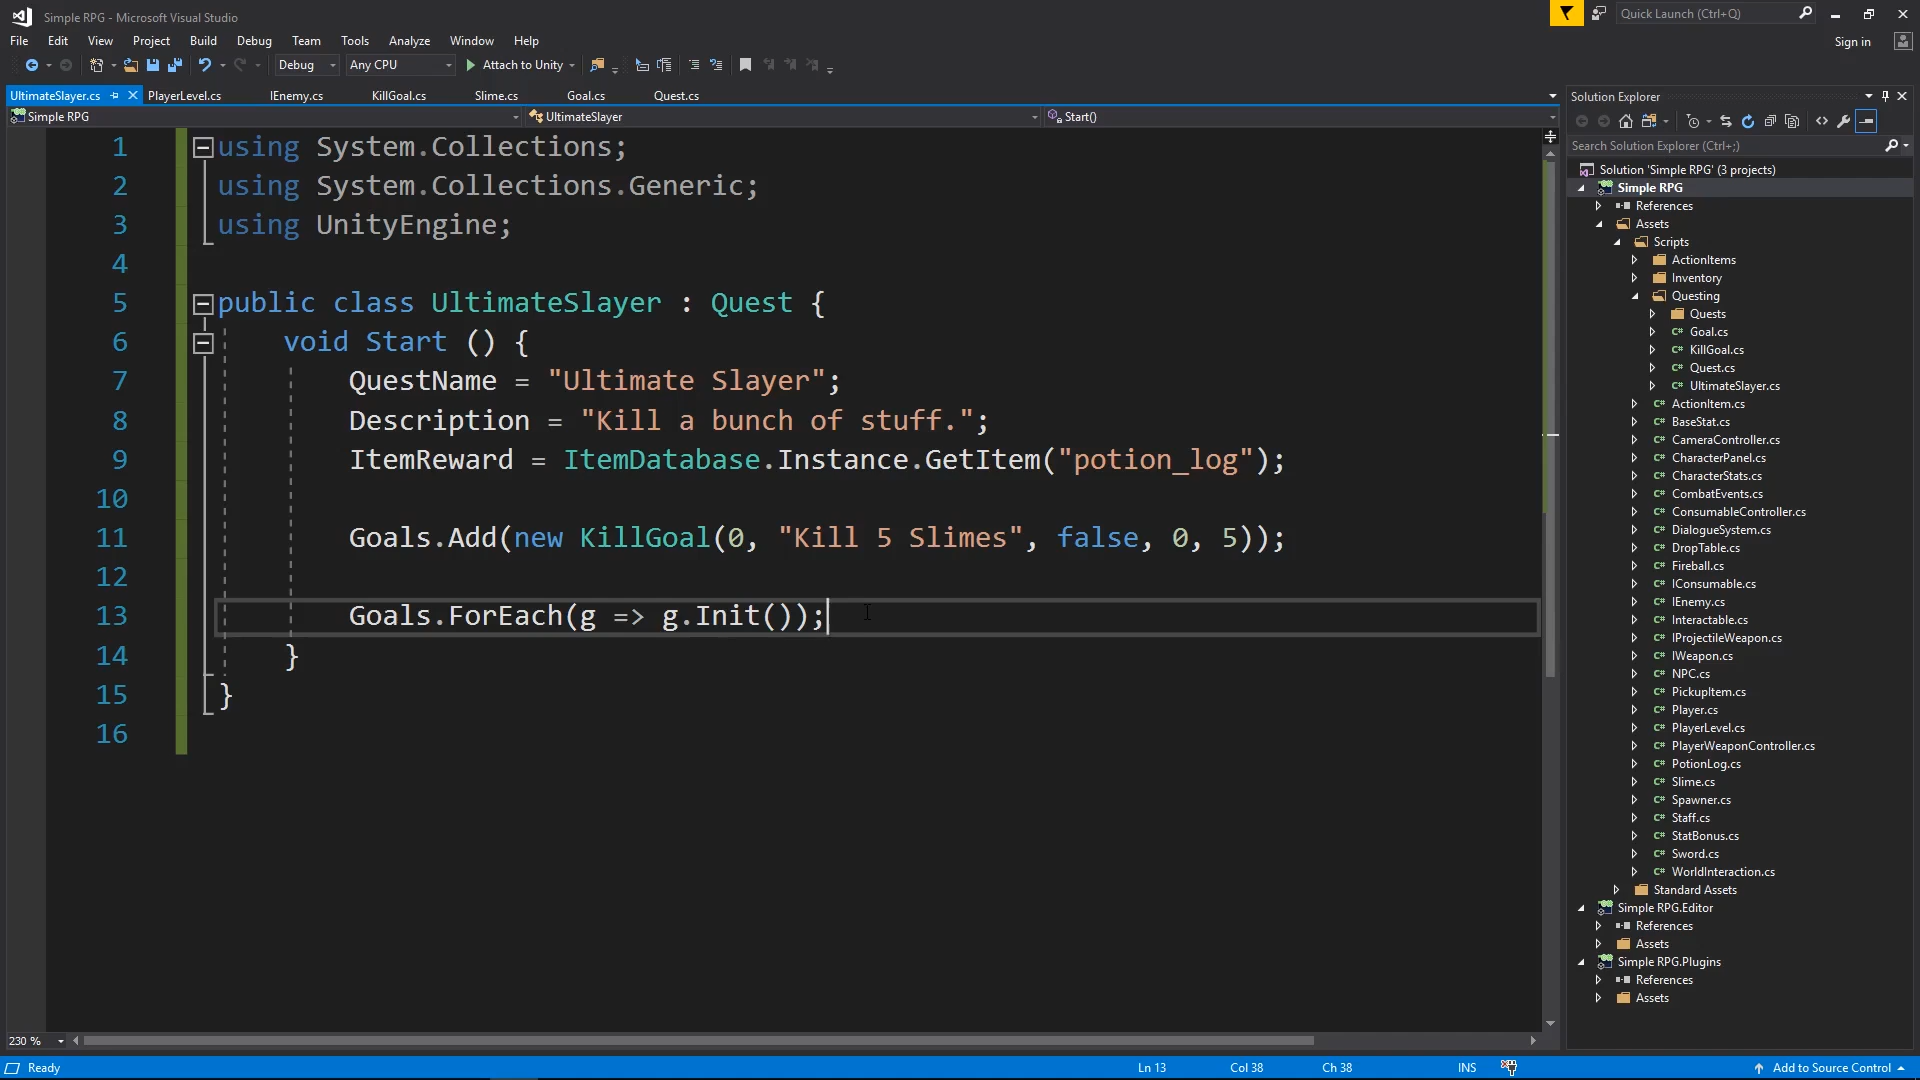 Simple RPG - Microsoft Visual Studio
Quick Launch (Ctrl+Q)
File Edit View Project Build Debug Team Tools Analyze Window Help
Sign in
Debug Any CPU Attach to Unity
UltimateSlayer.cs PlayerLevel.cs IEnemy.cs KillGoal.cs Slime.cs Goal.cs Quest.cs
Simple RPG UltimateSlayer Start()
1 using System.Collections;
2 using System.Collections.Generic;
3 using UnityEngine;
4
5 public class UltimateSlayer : Quest {
6 void Start () {
7 QuestName = "Ultimate Slayer";
8 Description = "Kill a bunch of stuff.";
9 ItemReward = ItemDatabase.Instance.GetItem("potion_log");
10
11 Goals.Add(new KillGoal(0, "Kill 5 Slimes", false, 0, 5));
12
13 Goals.ForEach(g => g.Init());
14 }
15 }
16
230 %
Solution Explorer
Search Solution Explorer (Ctrl+;)
Solution 'Simple RPG' (3 projects)
Simple RPG
References
Assets
Scripts
ActionItems
Inventory
Questing
Quests
C# Goal.cs
C# KillGoal.cs
C# Quest.cs
C# UltimateSlayer.cs
C# ActionItem.cs
C# BaseStat.cs
C# CameraController.cs
C# CharacterPanel.cs
C# CharacterStats.cs
C# CombatEvents.cs
C# ConsumableController.cs
C# DialogueSystem.cs
C# DropTable.cs
C# Fireball.cs
C# IConsumable.cs
C# IEnemy.cs
C# Interactable.cs
C# IProjectileWeapon.cs
C# IWeapon.cs
C# NPC.cs
C# PickupItem.cs
C# Player.cs
C# PlayerLevel.cs
C# PlayerWeaponController.cs
C# PotionLog.cs
C# Slime.cs
C# Spawner.cs
C# Staff.cs
C# StatBonus.cs
C# Sword.cs
C# WorldInteraction.cs
Standard Assets
Simple RPG.Editor
References
Assets
Simple RPG.Plugins
References
Assets
Ready Ln 13 Col 38 Ch 38 INS Add to Source Control